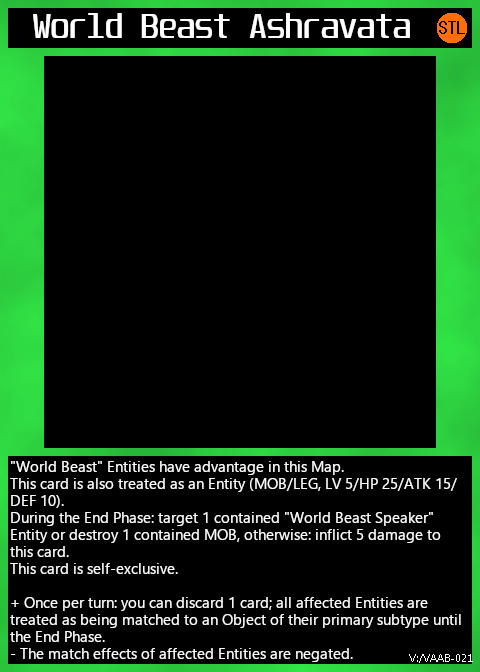 World Beast Ashravata
STL
"World Beast" Entities have advantage in this Map.
This card is also treated as an Entity (MOB/LEG, LV 5/HP 25/ATK 15/
DEF 10).
During the End Phase: target 1 contained "World Beast Speaker"
Entity or destroy 1 contained MOB, otherwise: inflict 5 damage to
this card.
This card is self-exclusive.
+ Once per turn: you can discard 1 card; all affected Entities are
treated as being matched to an Object of their primary subtype until
the End Phase.
- The match effects of affected Entities are negated.
V:/VAAB-021